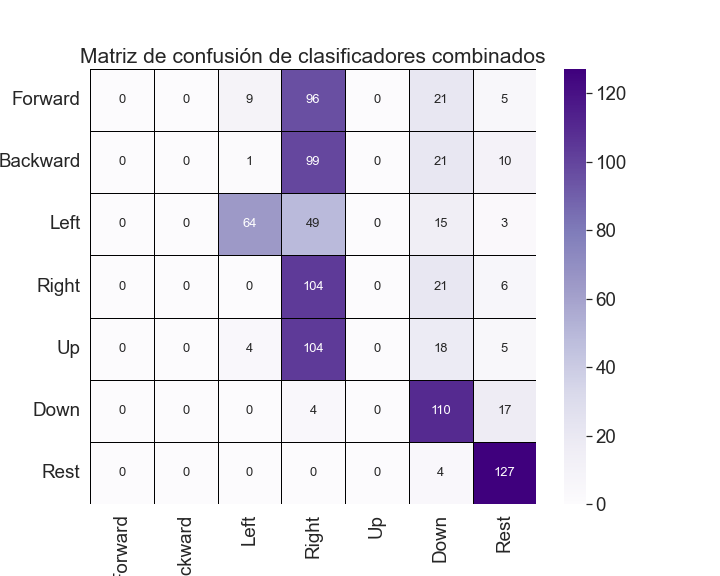 Matriz de confusión de clasificadores combinados
Forward 0 0 9 96 0 21 5
Backward 0 0 1 99 0 21 10
Left 0 0 64 49 0 15 3
Right 0 0 0 104 0 21 6
Up 0 0 4 104 0 18 5
Down 0 0 0 4 0 110 17
Rest 0 0 0 0 0 4 127
Forward ckward Left Right Up Down Rest
120
100
80
60
40
20
0